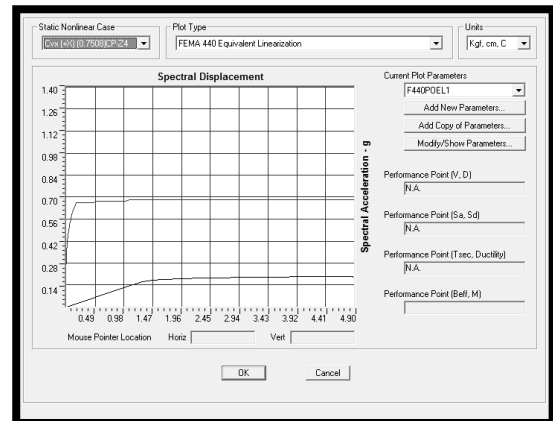 Static Nonlinear Case
Plot Type
Units
Cvx (+X) (0.7508)CP-Z4
FEMA 440 Equivalent Linearization
Kgf, cm, C
Spectral Displacement
Current Plot Parameters
F440POEL1
Add New Parameters...
Add Copy of Parameters...
Modify/Show Parameters...
1.40
1.26
1.12
0.98
0.84
0.70
0.56
0.42
0.28
0.14
Spectral Acceleration - g
Performance Point (V, D)
N.A.
Performance Point (Sa, Sd)
N.A.
Performance Point (Tsec, Ductility)
N.A.
Performance Point (Beff, M)
0.49 0.98 1.47 1.96 2.45 2.94 3.43 3.92 4.41 4.90
Mouse Pointer Location Horiz Vert
OK Cancel